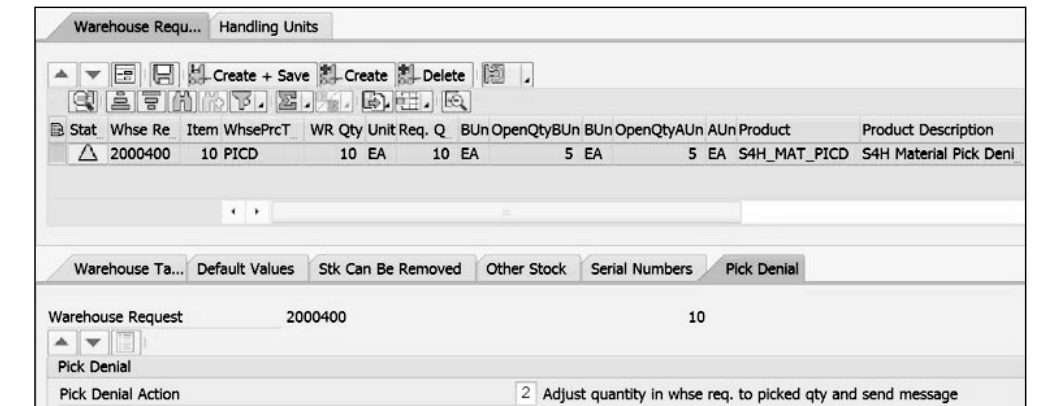 Warehouse Requ... Handling Units
Create + Save Create Delete
Stat Whse Re Item WhsePrcT WR Qty Unit Req. Q BUn OpenQtyBUn BUn OpenQtyAUn AUn Product Product Description
2000400 10 PICD 10 EA 10 EA 5 EA 5 EA S4H_MAT_PICD S4H Material Pick Deni
Warehouse Ta... Default Values Stk Can Be Removed Other Stock Serial Numbers Pick Denial
Warehouse Request 2000400 10
Pick Denial
Pick Denial Action 2 Adjust quantity in whse req. to picked qty and send message